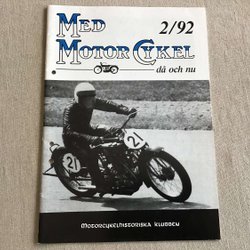 MED
2/92
MOTOR CYKEL
då och nu
21
21
MOTORCYKELHISTORISKA KLUBBEN